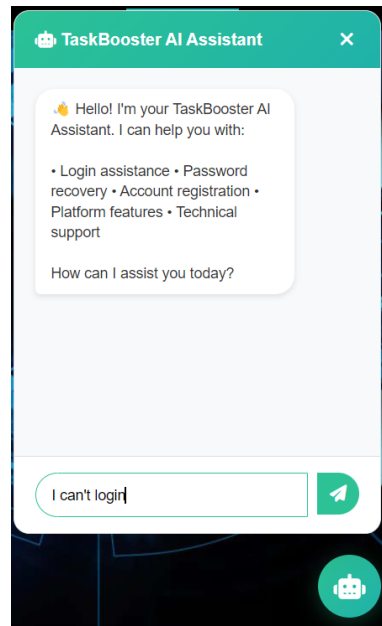 TaskBooster AI Assistant
👋 Hello! I'm your TaskBooster AI
Assistant. I can help you with:
• Login assistance • Password
recovery • Account registration •
Platform features • Technical
support
How can I assist you today?
I can't login